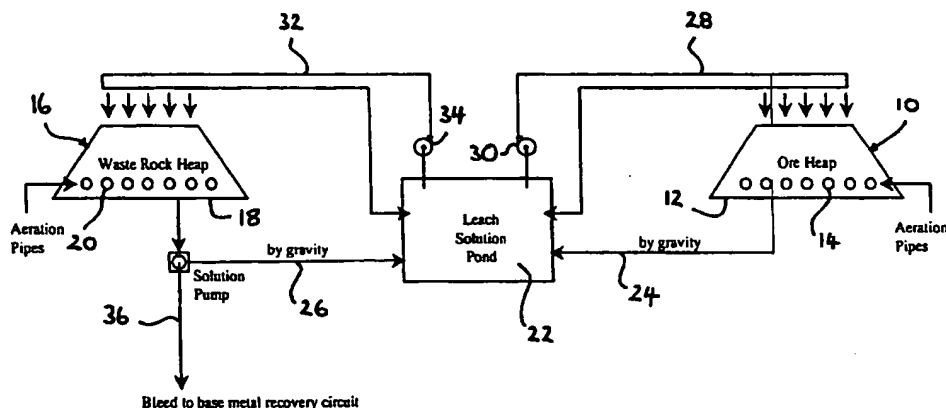 32
28
16
34
30
10
Waste Rock Heap
Ore Heap
Aeration
Pipes
20
18
Leach
Solution
Pond
12
14
Aeration
Pipes
by gravity
by gravity
Solution
Pump
26
22
24
36
Bleed to base metal recovery circuit